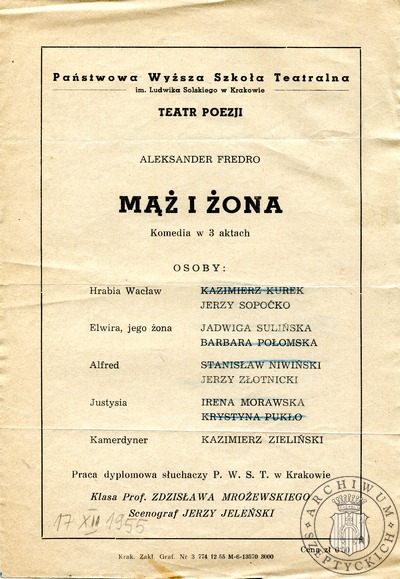 Państwowa Wyższa Szkoła Teatralna
im. Ludwika Solskiego w Krakowie
TEATR POEZJI
ALEKSANDER FREDRO
MĄŻ I ŻONA
Komedia w 3 aktach
OSOBY:
Hrabia Wacław KAZIMIERZ KUREK
JERZY SOPOĆKO
Elwira, jego żona JADWIGA SULIŃSKA
BARBARA POŁOMSKA
Alfred STANISŁAW NIWIŃSKI
JERZY ZŁOTNICKI
Justysia IRENA MORAWSKA
KRYSTYNA PUKŁO
Kamerdyner KAZIMIERZ ZIELIŃSKI
Praca dyplomowa słuchaczy P. W. S. T. w Krakowie
Klasa Prof. ZDZISŁAWA MROŻEWSKIEGO
Scenograf JERZY JELEŃSKI
17 XII 1955
Cena zł
Krak. Zakł. Graf. Nr 3 774 12 55 M-6-13570 3000
ARCHIWUM
SZEPTYCKICH